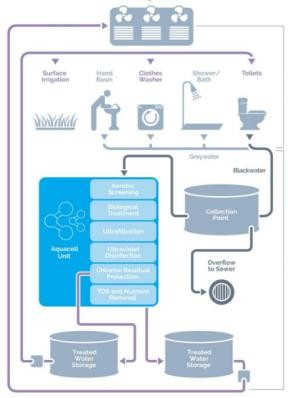 Surface
Irrigation
Hand
Basin
Clothes
Washer
Shower/
Bath
Toilets
Greywater
Blackwater
Aquacell
Unit
Aerator
Screening
Biological
Treatment
Ultrafiltration
Ultraviolet
Disinfection
Chlorine Residual
Protection
TDS and Nutrient
Removal
Collection
Point
Overflow
to Sewer
Treated
Water
Storage
Treated
Water
Storage